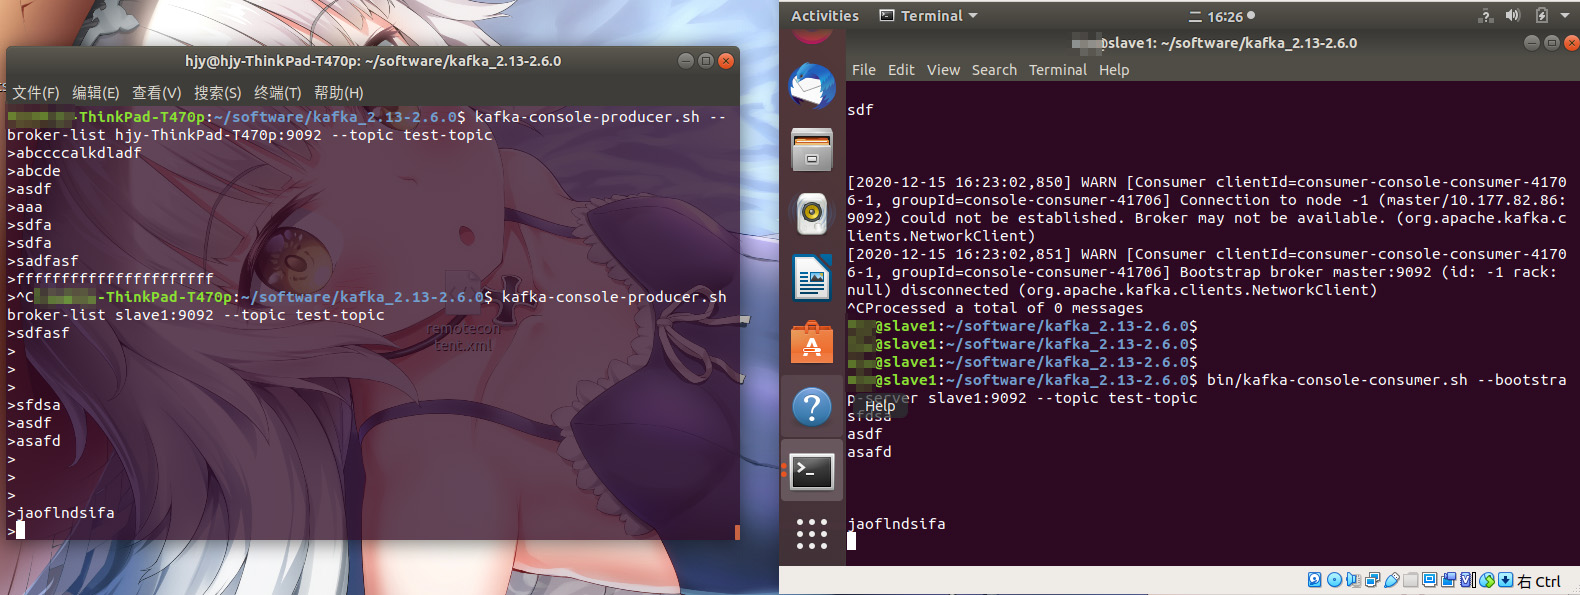 hjy@hjy-ThinkPad-T470p: ~/software/kafka_2.13-2.6.0
文件(F) 编辑(E) 查看(V) 搜索(S) 终端(T) 帮助(H)
-ThinkPad-T470p:~/software/kafka_2.13-2.6.0$ kafka-console-producer.sh --
broker-list hjy-ThinkPad-T470p:9092 --topic test-topic
>abccccalkdladf
>abcde
>asdf
>aaa
>sdfa
>sdfa
>sadfasf
>ffffffffffffffffffffff
>^C -ThinkPad-T470p:~/software/kafka_2.13-2.6.0$ kafka-console-producer.sh
broker-list slave1:9092 --topic test-topic
>sdfasf
>
>
>
>sfdsa
>asdf
>asafd
>
>
>
>jaoflndsifa
>
remotecon
tent.xml
Activities Terminal 二 16:26
@slave1: ~/software/kafka_2.13-2.6.0
File Edit View Search Terminal Help
sdf
[2020-12-15 16:23:02,850] WARN [Consumer clientId=consumer-console-consumer-4170
6-1, groupId=console-consumer-41706] Connection to node -1 (master/10.177.82.86:
9092) could not be established. Broker may not be available. (org.apache.kafka.c
lients.NetworkClient)
[2020-12-15 16:23:02,851] WARN [Consumer clientId=consumer-console-consumer-4170
6-1, groupId=console-consumer-41706] Bootstrap broker master:9092 (id: -1 rack:
null) disconnected (org.apache.kafka.clients.NetworkClient)
^CProcessed a total of 0 messages
@slave1:~/software/kafka_2.13-2.6.0$
@slave1:~/software/kafka_2.13-2.6.0$
@slave1:~/software/kafka_2.13-2.6.0$
@slave1:~/software/kafka_2.13-2.6.0$ bin/kafka-console-consumer.sh --bootstra
p-server slave1:9092 --topic test-topic
Help
sfdsa
asdf
asafd
jaoflndsifa
右 Ctrl